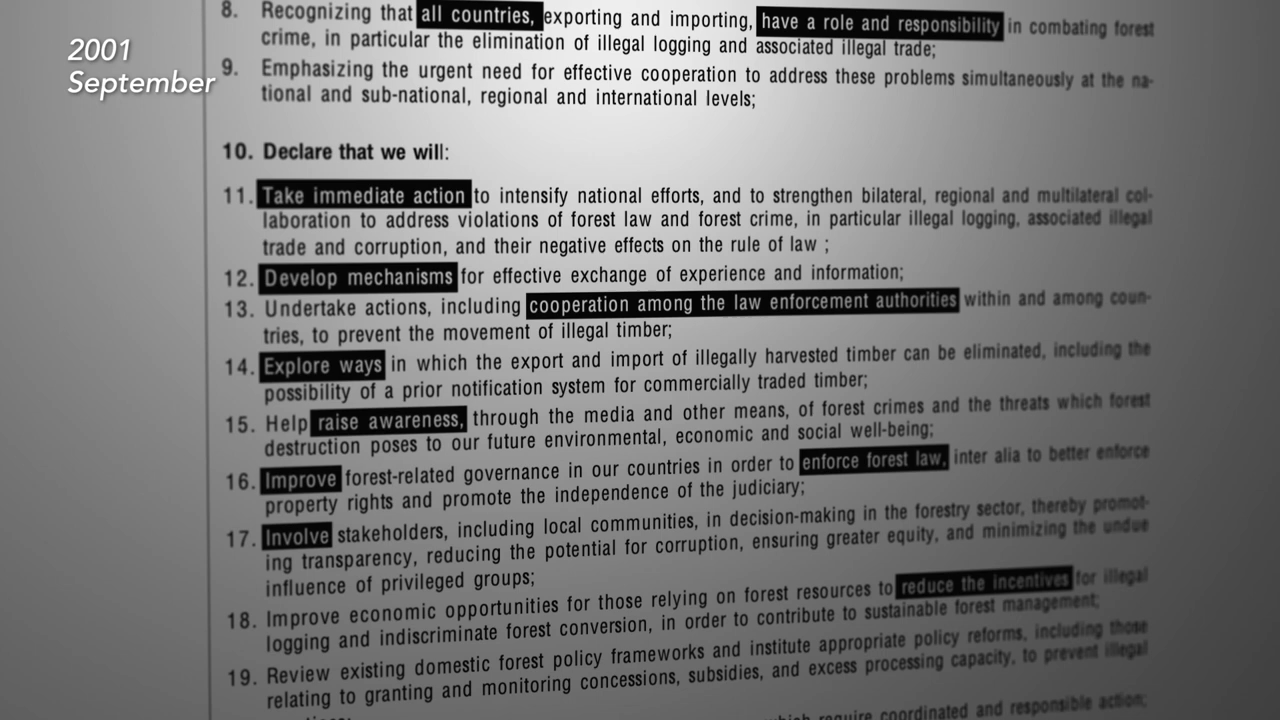 2001
September
8. Recognizing that all countries, exporting and importing, have a role and responsibility in combating forest
crime, in particular the elimination of illegal logging and associated illegal trade;
9. Emphasizing the urgent need for effective cooperation to address these problems simultaneously at the na-
tional and sub-national, regional and international levels;
10. Declare that we will:
11. Take immediate action to intensify national efforts, and to strengthen bilateral, regional and multilateral col-
laboration to address violations of forest law and forest crime, in particular illegal logging, associated illegal
trade and corruption, and their negative effects on the rule of law ;
12. Develop mechanisms for effective exchange of experience and information;
13. Undertake actions, including cooperation among the law enforcement authorities within and among coun-
tries, to prevent the movement of illegal timber;
14. Explore ways in which the export and import of illegally harvested timber can be eliminated, including the
possibility of a prior notification system for commercially traded timber;
15. Help raise awareness, through the media and other means, of forest crimes and the threats which forest
destruction poses to our future environmental, economic and social well-being;
16. Improve forest-related governance in our countries in order to enforce forest law, inter alia to better enforce
property rights and promote the independence of the judiciary;
17. Involve stakeholders, including local communities, in decision-making in the forestry sector, thereby promot-
ing transparency, reducing the potential for corruption, ensuring greater equity, and minimizing the undue
influence of privileged groups;
18. Improve economic opportunities for those relying on forest resources to reduce the incentives for illegal
logging and indiscriminate forest conversion, in order to contribute to sustainable forest management;
19. Review existing domestic forest policy frameworks and institute appropriate policy reforms, including those
relating to granting and monitoring concessions, subsidies, and excess processing capacity, to prevent illegal
which require coordinated and responsible action;